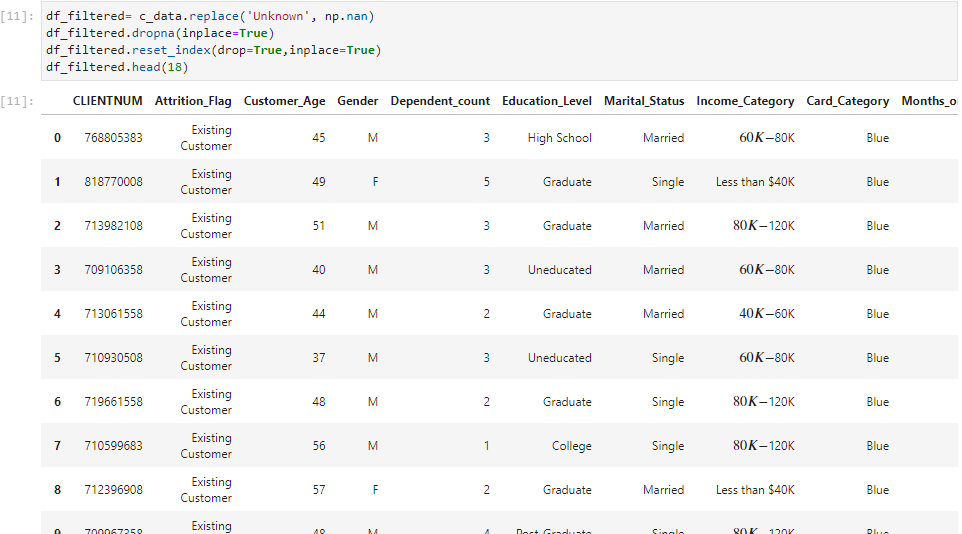 [11]: df_filtered= c_data.replace('Unknown', np.nan)
df_filtered.dropna(inplace=True)
df_filtered.reset_index(drop=True,inplace=True)
df_filtered.head(18)
[11]: CLIENTNUM Attrition_Flag Customer_Age Gender Dependent_count Education_Level Marital_Status Income_Category Card_Category
0 768805383 Existing Customer 45 M 3 High School Married 60K−80K Blue
1 818770008 Existing Customer 49 F 5 Graduate Single Less than $40K Blue
2 713982108 Existing Customer 51 M 3 Graduate Married 80K−120K Blue
3 709106358 Existing Customer 40 M 3 Uneducated Married 60K−80K Blue
4 713061558 Existing Customer 44 M 2 Graduate Married 40K−60K Blue
5 710930508 Existing Customer 37 M 3 Uneducated Single 60K−80K Blue
6 719661558 Existing Customer 48 M 2 Graduate Single 80K−120K Blue
7 710599683 Existing Customer 56 M 1 College Single 80K−120K Blue
8 712396908 Existing Customer 57 F 2 Graduate Married Less than $40K Blue
9 709967358 Existing 48 M 4 Post-Graduate Single 80K−120K Blue